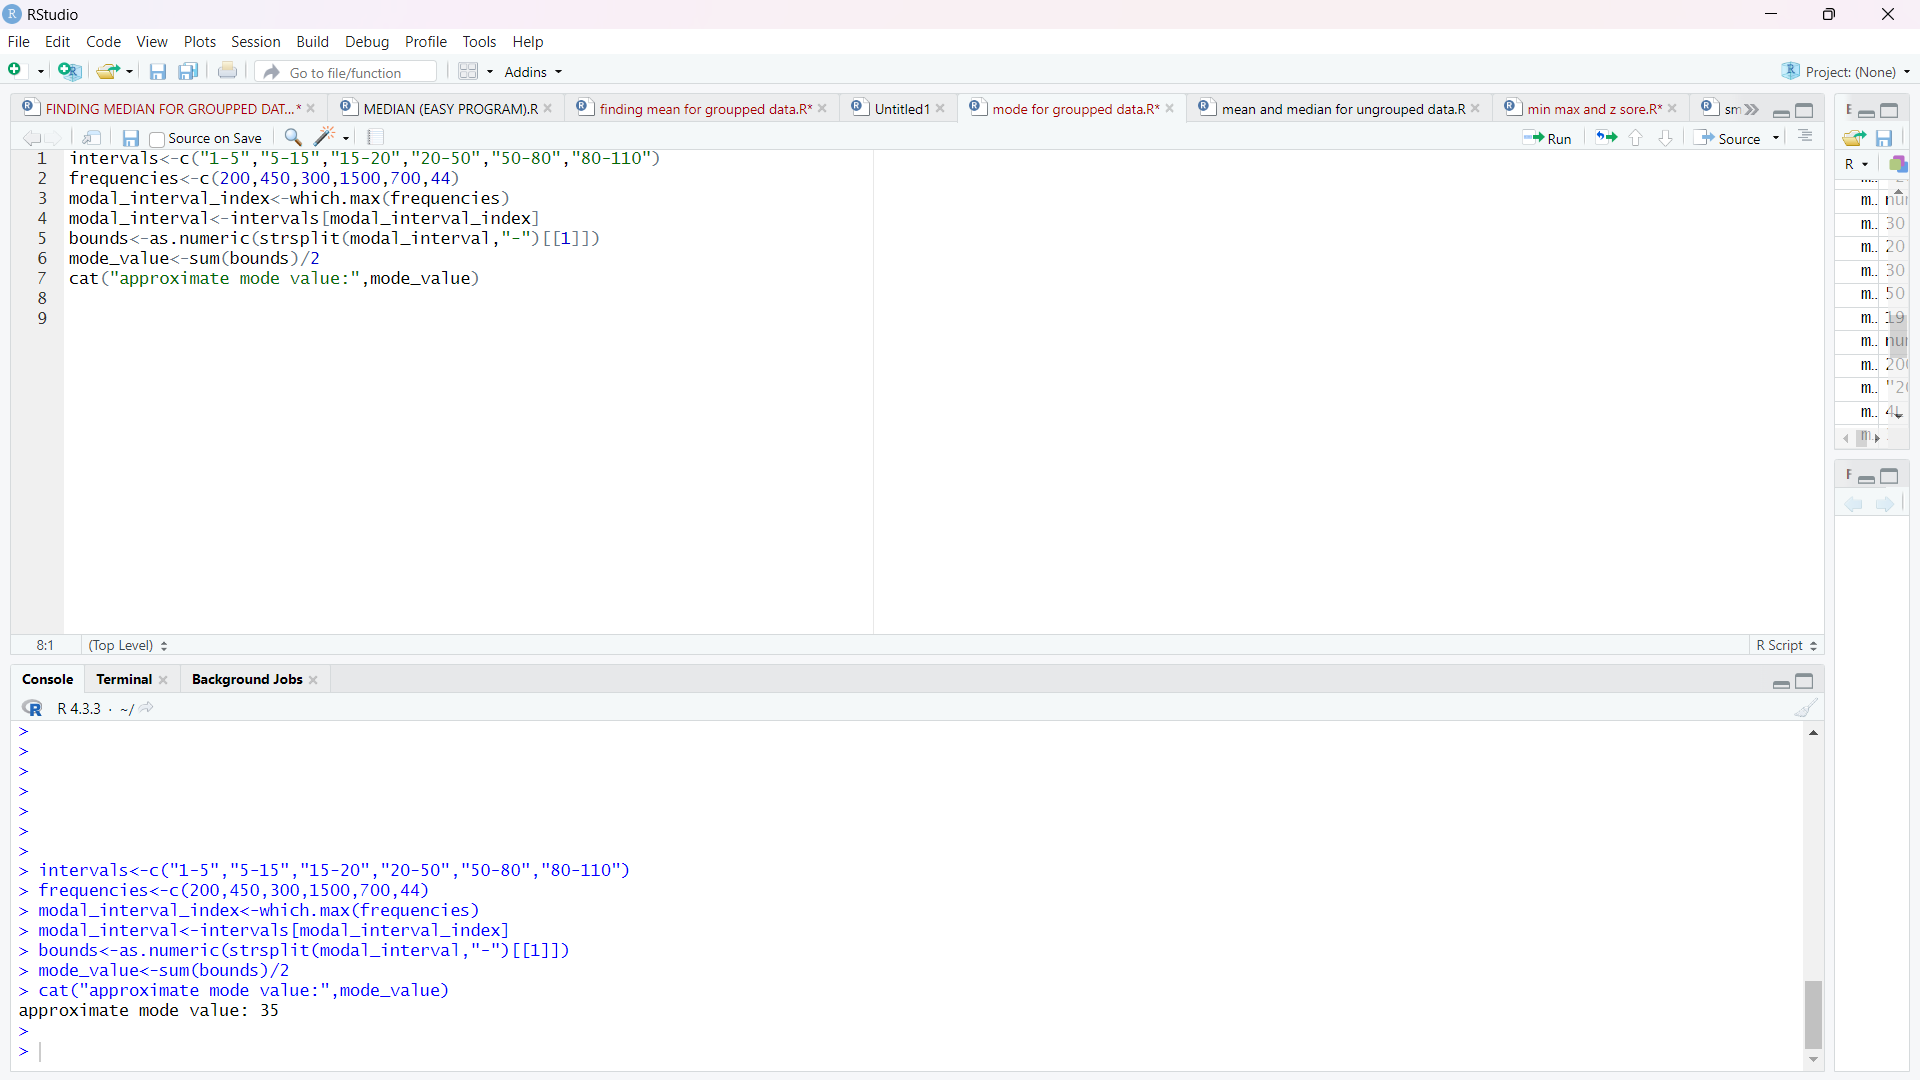 RStudio
File Edit Code View Plots Session Build Debug Profile Tools Help
Go to file/function Addins Project: (None)
FINDING MEDIAN FOR GROUPPED DAT...* MEDIAN (EASY PROGRAM).R finding mean for groupped data.R* Untitled1 mode for groupped data.R* mean and median for ungrouped data.R min max and z sore.R*
Source on Save Run Source
1 intervals<-c("1-5","5-15","15-20","20-50","50-80","80-110")
2 frequencies<-c(200,450,300,1500,700,44)
3 modal_interval_index<-which.max(frequencies)
4 modal_interval<-intervals[modal_interval_index]
5 bounds<-as.numeric(strsplit(modal_interval,"-")[[1]])
6 mode_value<-sum(bounds)/2
7 cat("approximate mode value:",mode_value)
8
9
8:1 (Top Level) R Script
Console Terminal Background Jobs
R 4.3.3 · ~/
>
>
>
>
>
>
>
> intervals<-c("1-5","5-15","15-20","20-50","50-80","80-110")
> frequencies<-c(200,450,300,1500,700,44)
> modal_interval_index<-which.max(frequencies)
> modal_interval<-intervals[modal_interval_index]
> bounds<-as.numeric(strsplit(modal_interval,"-")[[1]])
> mode_value<-sum(bounds)/2
> cat("approximate mode value:",mode_value)
approximate mode value: 35
>
>
R
m..
m.. 30
m.. 20
m.. 30
m.. 50
m.. 19
m..
m..
m..
m..